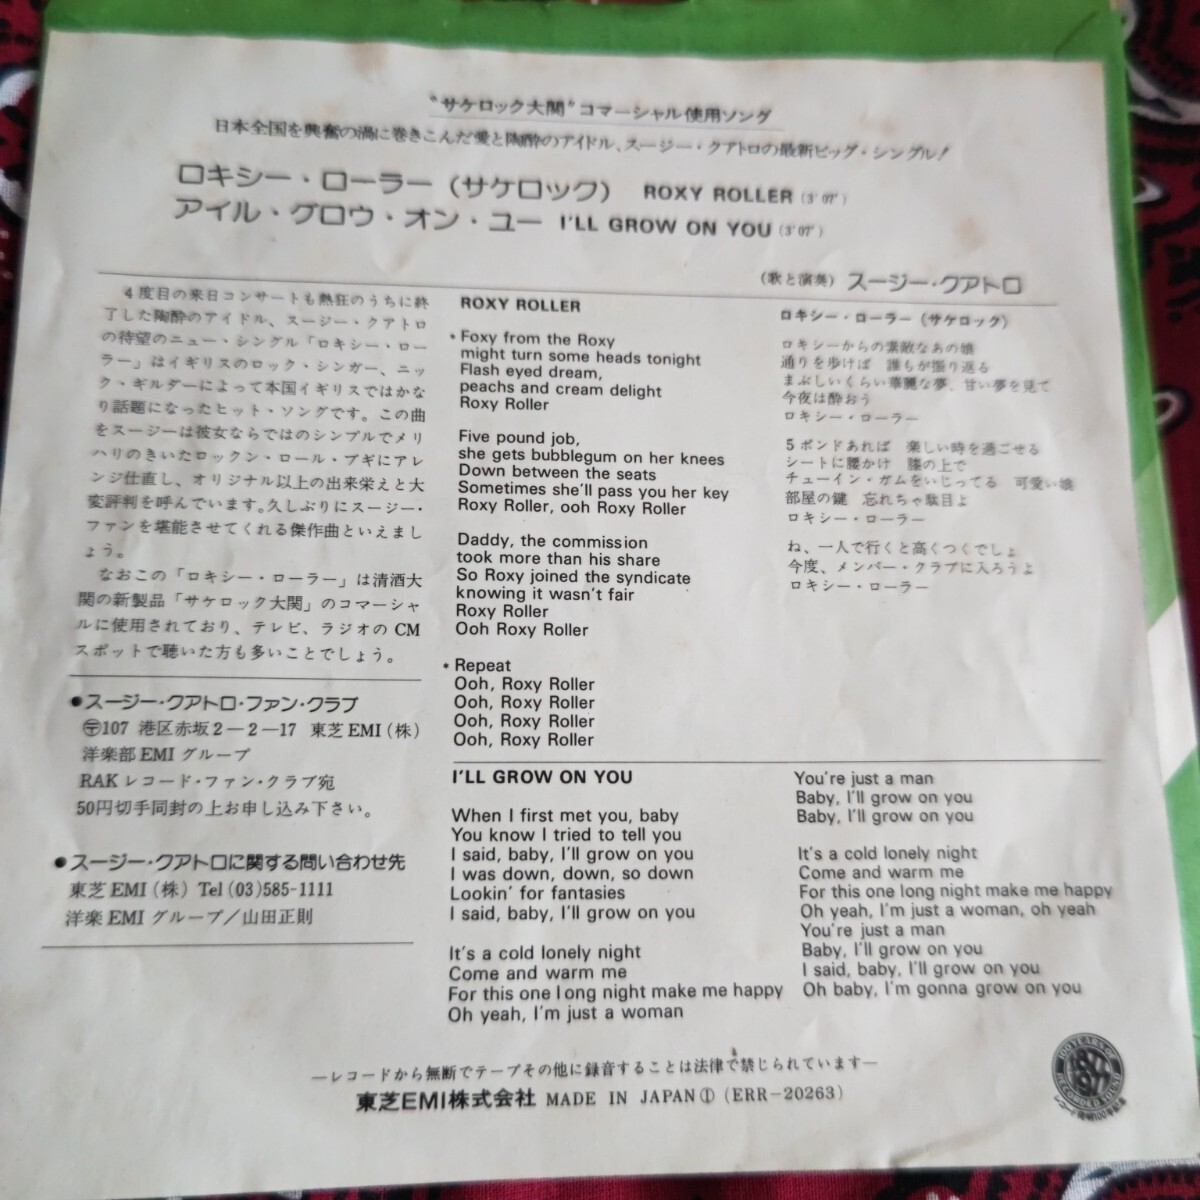 “サケロック大関” コマーシャル使用ソング
日本全国を興奮の渦に巻きこんだ愛と陶酔のアイドル、スージー・クアトロの最新ビッグ・シングル!
ロキシー・ローラー(サケロック) ROXY ROLLER (3'07")
アイル・グロウ・オン・ユー I'LL GROW ON YOU (3'07")
(歌と演奏) スージー・クアトロ
4度目の来日コンサートも熱狂のうちに終
了した陶酔のアイドル、スージー・クアトロ
の待望のニュー・シングル「ロキシー・ロー
ラー」はイギリスのロック・シンガー、ニッ
ク・ギルダーによって本国イギリスではかな
り話題になったヒット・ソングです。この曲
をスージーは彼女ならではのシンプルでメリ
ハリのきいたロックン・ロール・ブギにアレ
ンジ仕直し、オリジナル以上の出来栄えと大
変評判を呼んでいます。久しぶりにスージー・
ファンを堪能させてくれる傑作曲といえまし
ょう。
なおこの「ロキシー・ローラー」は清酒大
関の新製品「サケロック大関」のコマーシャ
ルに使用されており、テレビ、ラジオのCM
スポットで聴いた方も多いことでしょう。
●スージー・クアトロ・ファン・クラブ
〶107 港区赤坂2-2-17 東芝EMI(株)
洋楽部EMIグループ
RAKレコード・ファン・クラブ宛
50円切手同封の上お申し込み下さい。
●スージー・クアトロに関する問い合わせ先
東芝EMI(株) Tel(03)585-1111
洋楽EMIグループ/山田正則
ROXY ROLLER
* Foxy from the Roxy
might turn some heads tonight
Flash eyed dream,
peachs and cream delight
Roxy Roller
Five pound job,
she gets bubblegum on her knees
Down between the seats
Sometimes she'll pass you her key
Roxy Roller, ooh Roxy Roller
Daddy, the commission
took more than his share
So Roxy joined the syndicate
knowing it wasn't fair
Roxy Roller
Ooh Roxy Roller
* Repeat
Ooh, Roxy Roller
Ooh, Roxy Roller
Ooh, Roxy Roller
Ooh, Roxy Roller
ロキシー・ローラー(サケロック)
ロキシーからの素敵なあの娘
通りを歩けば 誰もが振り返る
まぶしいくらい華麗な夢、甘い夢を見て
今夜は酔おう
ロキシー・ローラー
5ポンドあれば 楽しい時を過ごせる
シートに腰かけ 膝の上で
チューイン・ガムをいじってる 可愛い娘
部屋の鍵 忘れちゃ駄目よ
ロキシー・ローラー
ね、一人で行くと高くつくでしょ
今度、メンバー・クラブに入ろうよ
ロキシー・ローラー
I'LL GROW ON YOU
When I first met you, baby
You know I tried to tell you
I said, baby, I'll grow on you
I was down, down, so down
Lookin' for fantasies
I said, baby, I'll grow on you
It's a cold lonely night
Come and warm me
For this one long night make me happy
Oh yeah, I'm just a woman
You're just a man
Baby, I'll grow on you
Baby, I'll grow on you
It's a cold lonely night
Come and warm me
For this one long night make me happy
Oh yeah, I'm just a woman, oh yeah
You're just a man
Baby, I'll grow on you
I said, baby, I'll grow on you
Oh baby, I'm gonna grow on you
—レコードから無断でテープその他に録音することは法律で禁じられています—
東芝EMI株式会社 MADE IN JAPAN① (ERR-20263)
100 YEARS OF
RECORDED SOUND